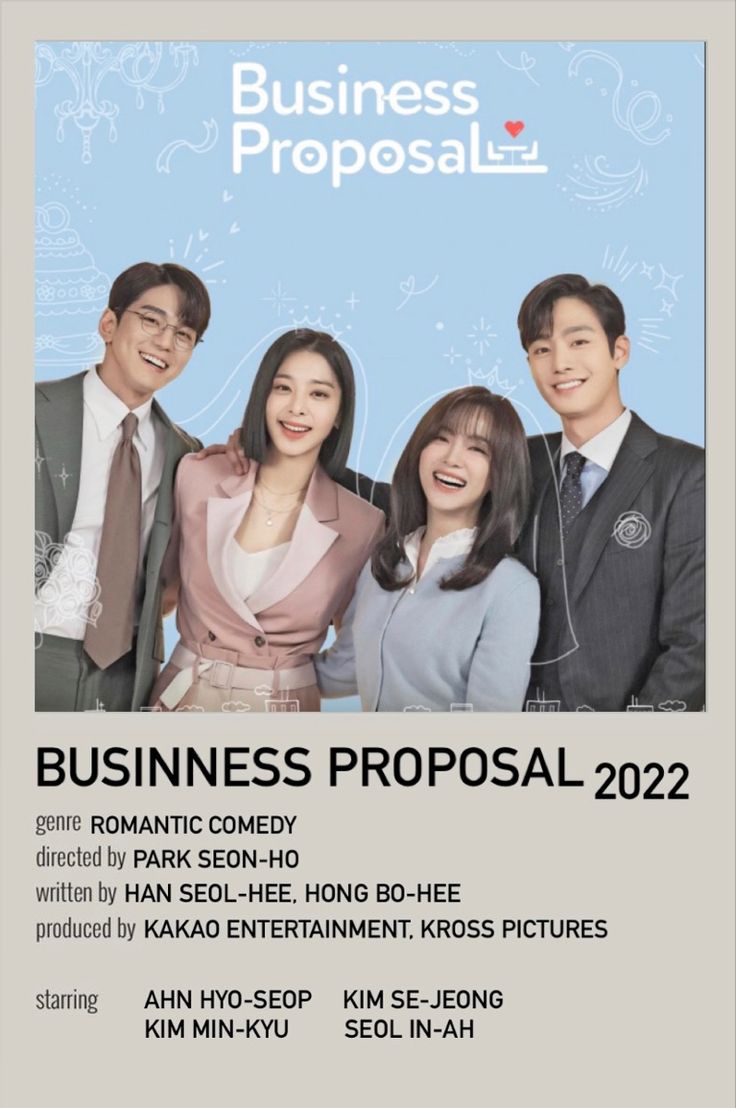 Business
Proposal
BUSINNESS PROPOSAL 2022
genre ROMANTIC COMEDY
directed by PARK SEON-HO
written by HAN SEOL-HEE, HONG BO-HEE
produced by KAKAO ENTERTAINMENT, KROSS PICTURES
starring AHN HYO-SEOP KIM SE-JEONG
KIM MIN-KYU SEOL IN-AH